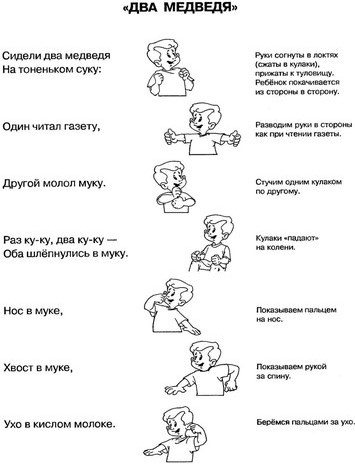 «ДВА МЕДВЕДЯ»
Сидели два медведя
На тоненьком суку:
Руки согнуты в локтях
(сжаты в кулаки),
прижаты к туловищу.
Ребёнок покачивается
из стороны в сторону.
Один читал газету,
Разводим руки в стороны
как при чтении газеты.
Другой молол муку.
Стучим одним кулаком
по другому.
Раз ку-ку, два ку-ку —
Оба шлёпнулись в муку.
Кулаки «падают»
на колени.
Нос в муке,
Показываем пальцем
на нос.
Хвост в муке,
Показываем рукой
за спину.
Ухо в кислом молоке.
Берёмся пальцами за ухо.